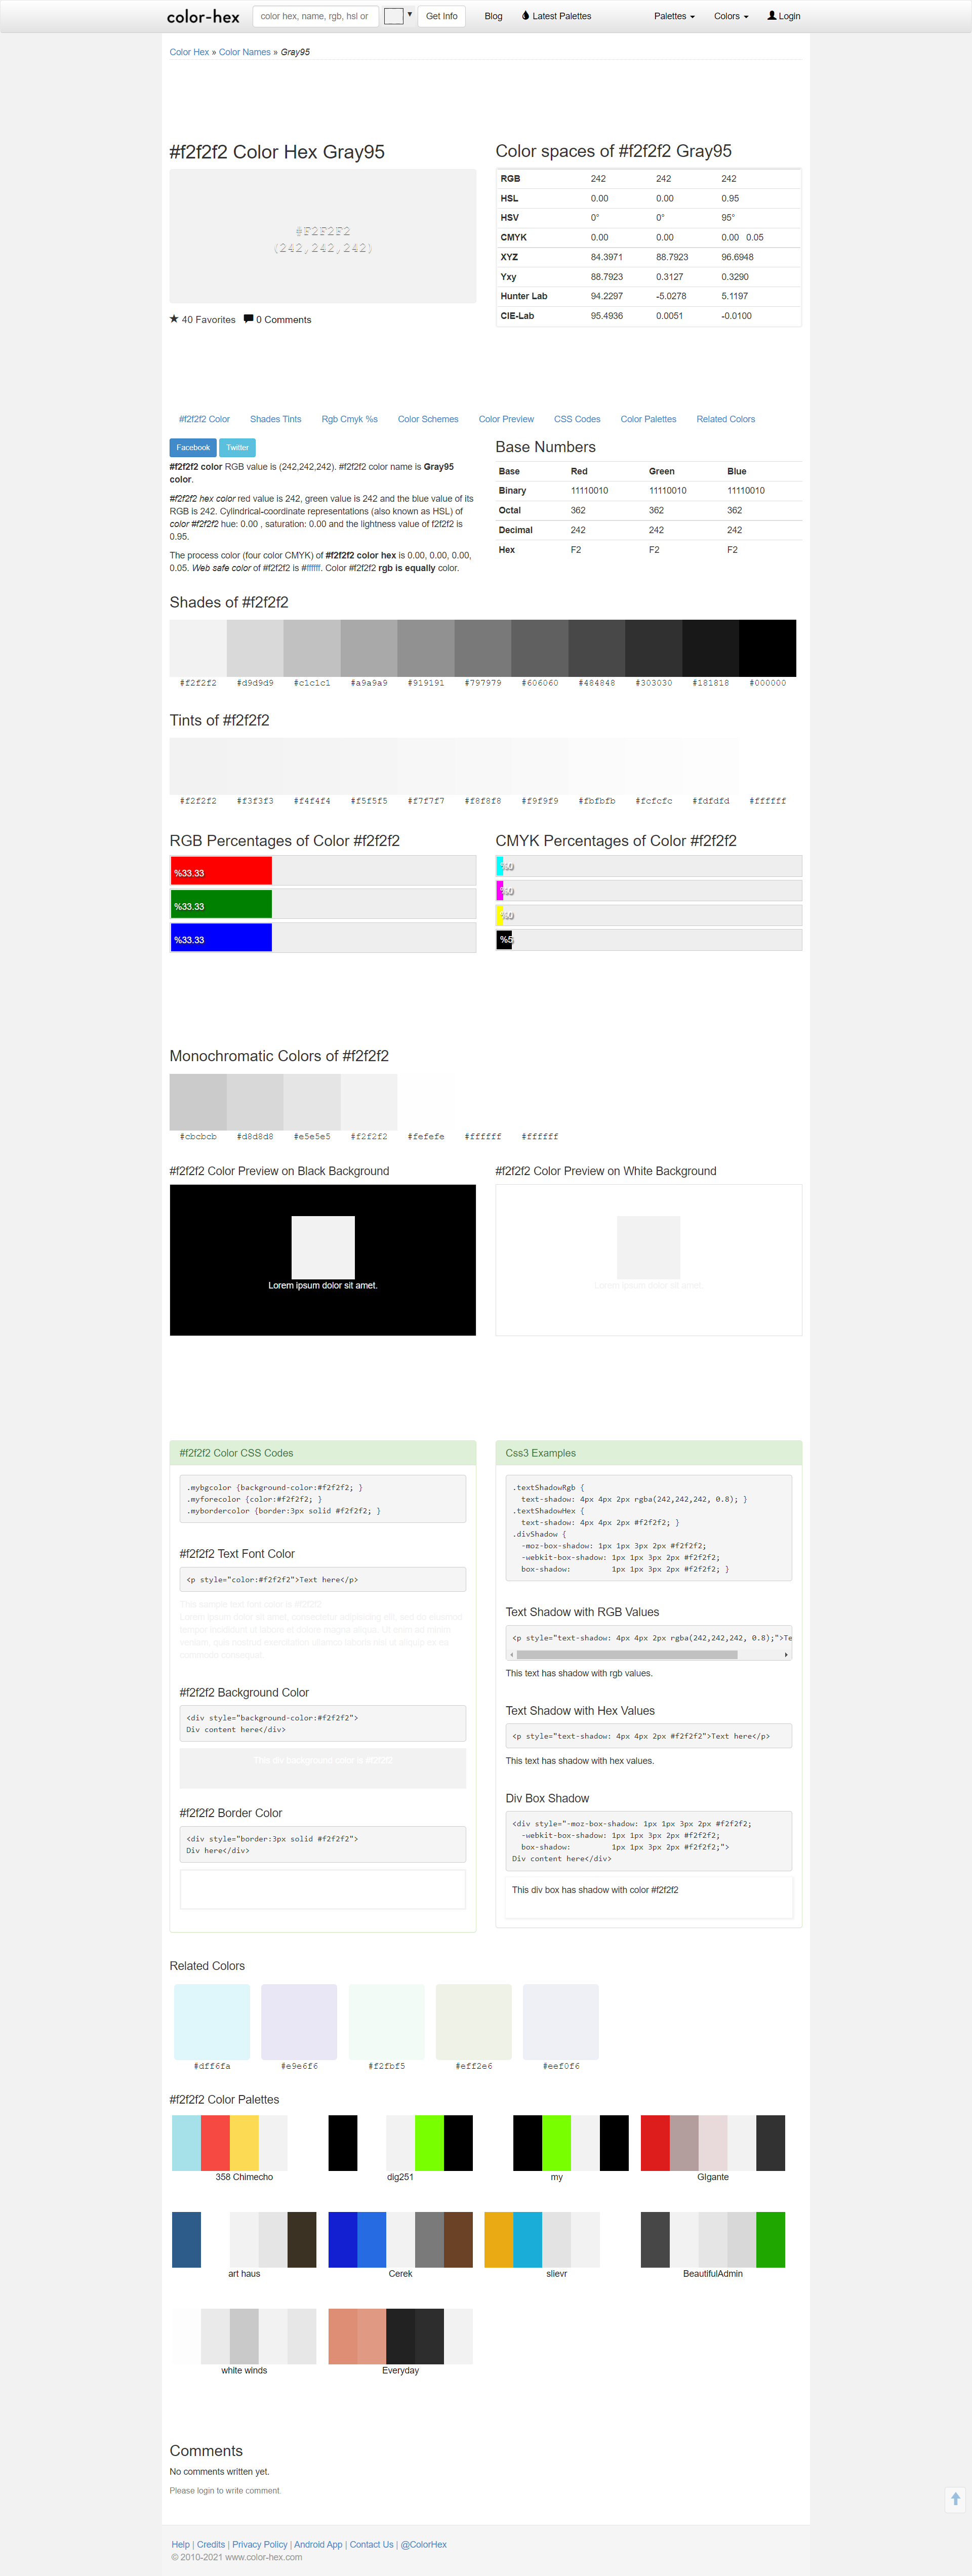 color-hex
color hex, name, rgb, hsl or
Get Info
Blog
Latest Palettes
Palettes
Colors
Login
Color Hex » Color Names » Gray95
#f2f2f2 Color Hex Gray95
#F2F2F2
(242,242,242)
40 Favorites 0 Comments
Color spaces of #f2f2f2 Gray95
RGB 242 242 242
HSL 0.00 0.00 0.95
HSV 0° 0° 95°
CMYK 0.00 0.00 0.00 0.05
XYZ 84.3971 88.7923 96.6948
Yxy 88.7923 0.3127 0.3290
Hunter Lab 94.2297 -5.0278 5.1197
CIE-Lab 95.4936 0.0051 -0.0100
#f2f2f2 Color Shades Tints Rgb Cmyk %s Color Schemes Color Preview CSS Codes Color Palettes Related Colors
Facebook Twitter
#f2f2f2 color RGB value is (242,242,242). #f2f2f2 color name is Gray95
color.
#f2f2f2 hex color red value is 242, green value is 242 and the blue value of its
RGB is 242. Cylindrical-coordinate representations (also known as HSL) of
color #f2f2f2 hue: 0.00 , saturation: 0.00 and the lightness value of f2f2f2 is
0.95.
The process color (four color CMYK) of #f2f2f2 color hex is 0.00, 0.00, 0.00,
0.05. Web safe color of #f2f2f2 is #ffffff. Color #f2f2f2 rgb is equally color.
Base Numbers
Base Red Green Blue
Binary 11110010 11110010 11110010
Octal 362 362 362
Decimal 242 242 242
Hex F2 F2 F2
Shades of #f2f2f2
#f2f2f2 #d9d9d9 #c1c1c1 #a9a9a9 #919191 #797979 #606060 #484848 #303030 #181818 #000000
Tints of #f2f2f2
#f2f2f2 #f3f3f3 #f4f4f4 #f5f5f5 #f7f7f7 #f8f8f8 #f9f9f9 #fbfbfb #fcfcfc #fdfdfd #ffffff
RGB Percentages of Color #f2f2f2
%33.33
%33.33
%33.33
CMYK Percentages of Color #f2f2f2
%0
%0
%0
%5
Monochromatic Colors of #f2f2f2
#cbcbcb #d8d8d8 #e5e5e5 #f2f2f2 #fefefe #ffffff #ffffff
#f2f2f2 Color Preview on Black Background
Lorem ipsum dolor sit amet.
#f2f2f2 Color Preview on White Background
Lorem ipsum dolor sit amet.
#f2f2f2 Color CSS Codes
.mybgcolor {background-color:#f2f2f2; }
.myforecolor {color:#f2f2f2; }
.mybordercolor {border:3px solid #f2f2f2; }
#f2f2f2 Text Font Color
<p style="color:#f2f2f2">Text here</p>
This sample text font color is #f2f2f2
Lorem ipsum dolor sit amet, consectetur adipisicing elit, sed do eiusmod
tempor incididunt ut labore et dolore magna aliqua. Ut enim ad minim
veniam, quis nostrud exercitation ullamco laboris nisi ut aliquip ex ea
commodo consequat.
#f2f2f2 Background Color
<div style="background-color:#f2f2f2">
Div content here</div>
This div background color is #f2f2f2
#f2f2f2 Border Color
<div style="border:3px solid #f2f2f2">
Div here</div>
Css3 Examples
.textShadowRgb {
text-shadow: 4px 4px 2px rgba(242,242,242, 0.8); }
.textShadowHex {
text-shadow: 4px 4px 2px #f2f2f2; }
.divShadow {
-moz-box-shadow: 1px 1px 3px 2px #f2f2f2;
-webkit-box-shadow: 1px 1px 3px 2px #f2f2f2;
box-shadow: 1px 1px 3px 2px #f2f2f2; }
Text Shadow with RGB Values
<p style="text-shadow: 4px 4px 2px rgba(242,242,242, 0.8);">Te
This text has shadow with rgb values.
Text Shadow with Hex Values
<p style="text-shadow: 4px 4px 2px #f2f2f2">Text here</p>
This text has shadow with hex values.
Div Box Shadow
<div style="-moz-box-shadow: 1px 1px 3px 2px #f2f2f2;
-webkit-box-shadow: 1px 1px 3px 2px #f2f2f2;
box-shadow: 1px 1px 3px 2px #f2f2f2;">
Div content here</div>
This div box has shadow with color #f2f2f2
Related Colors
#dff6fa #e9e6f6 #f2fbf5 #eff2e6 #eef0f6
#f2f2f2 Color Palettes
358 Chimecho dig251 my GIgante
art haus Cerek slievr BeautifulAdmin
white winds Everyday
Comments
No comments written yet.
Please login to write comment.
Help | Credits | Privacy Policy | Android App | Contact Us | @ColorHex
© 2010-2021 www.color-hex.com